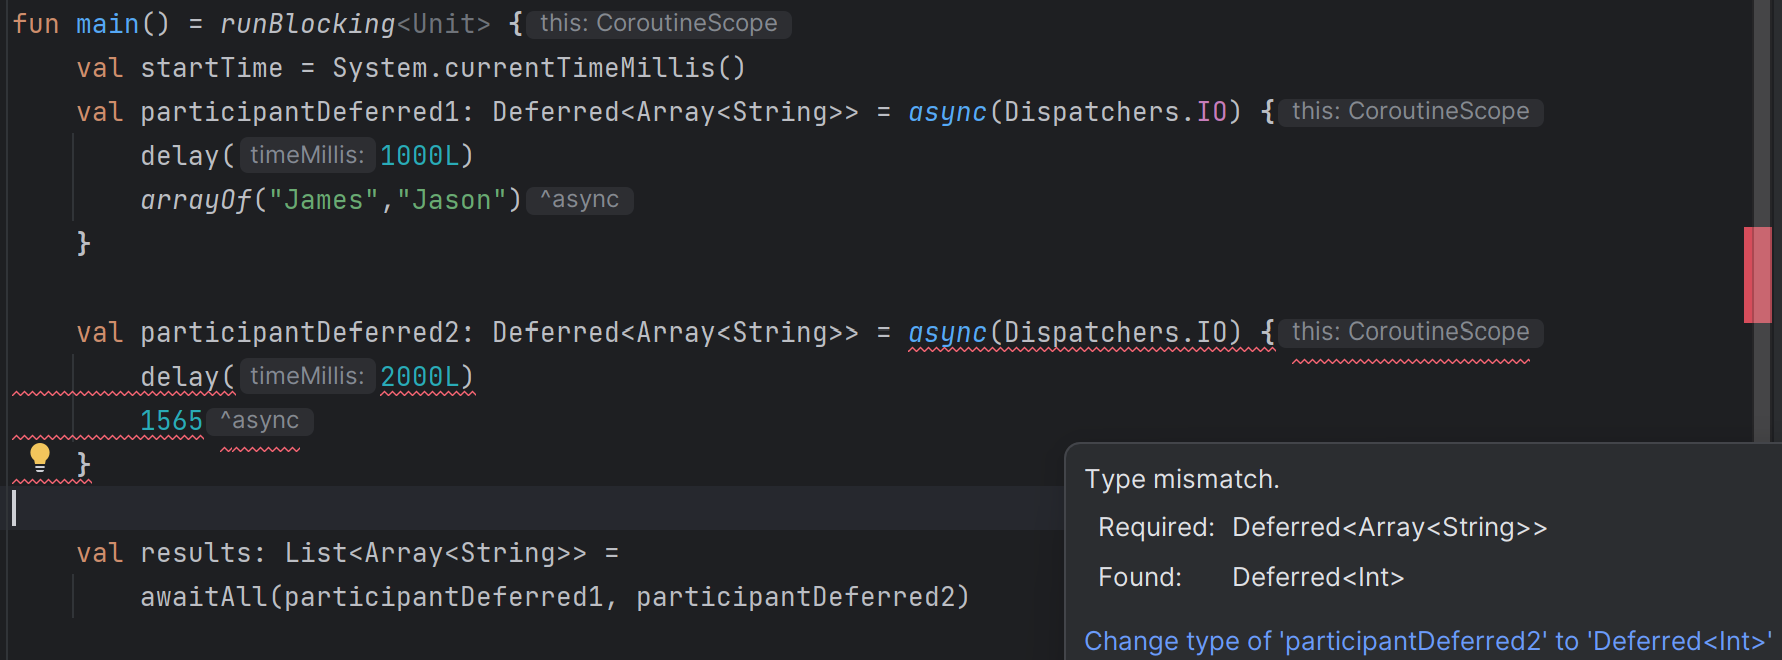 fun main() = runBlocking<Unit> { this: CoroutineScope
val startTime = System.currentTimeMillis()
val participantDeferred1: Deferred<Array<String>> = async(Dispatchers.IO) { this: CoroutineScope
delay( timeMillis: 1000L)
arrayOf("James","Jason") ^async
}
val participantDeferred2: Deferred<Array<String>> = async(Dispatchers.IO) { this: CoroutineScope
delay( timeMillis: 2000L)
1565 ^async
}
val results: List<Array<String>> =
awaitAll(participantDeferred1, participantDeferred2)
Type mismatch.
Required: Deferred<Array<String>>
Found: Deferred<Int>
Change type of 'participantDeferred2' to 'Deferred<Int>'